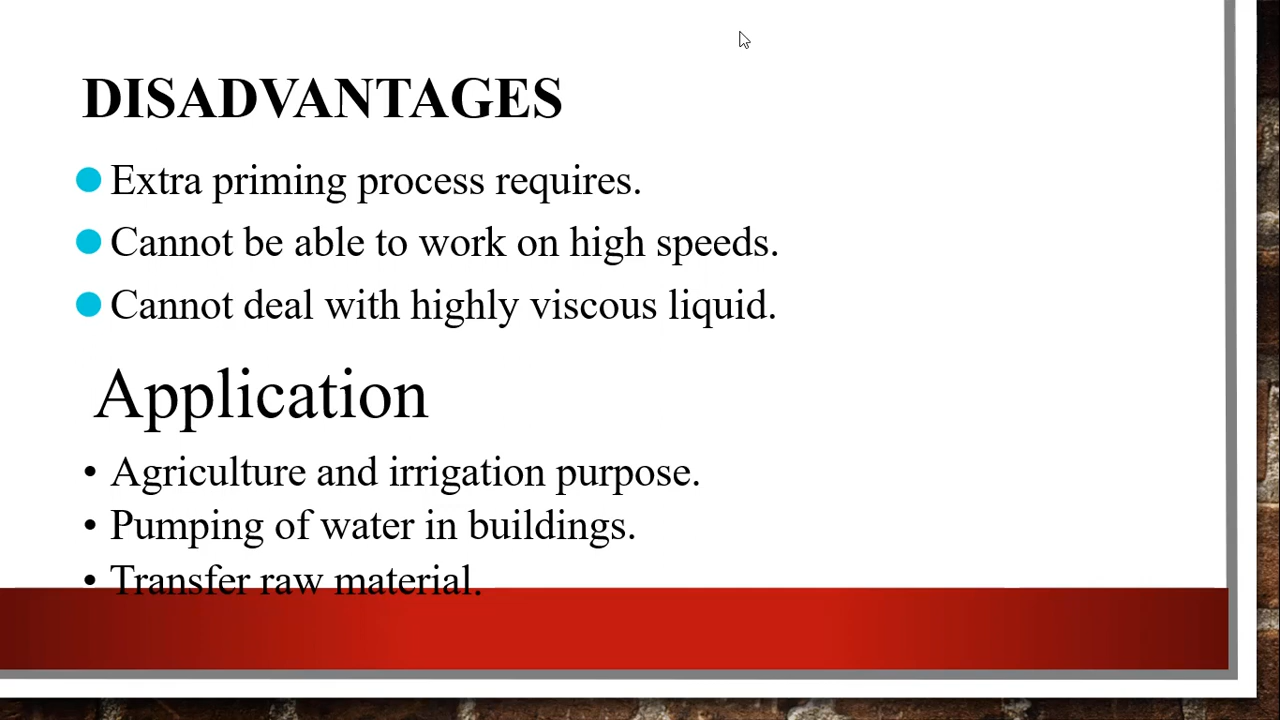 DISADVANTAGES
Extra priming process requires.
Cannot be able to work on high speeds.
Cannot deal with highly viscous liquid.
Application
• Agriculture and irrigation purpose.
• Pumping of water in buildings.
• Transfer raw material.